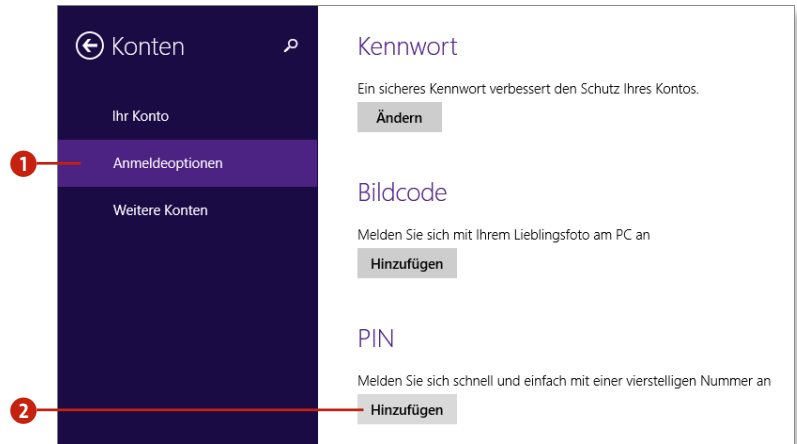 Konten
Ihr Konto
1
Anmeldeoptionen
Weitere Konten
Kennwort
Ein sicheres Kennwort verbessert den Schutz Ihres Kontos.
Ändern
Bildcode
Melden Sie sich mit Ihrem Lieblingsfoto am PC an
Hinzufügen
PIN
Melden Sie sich schnell und einfach mit einer vierstelligen Nummer an
2
Hinzufügen